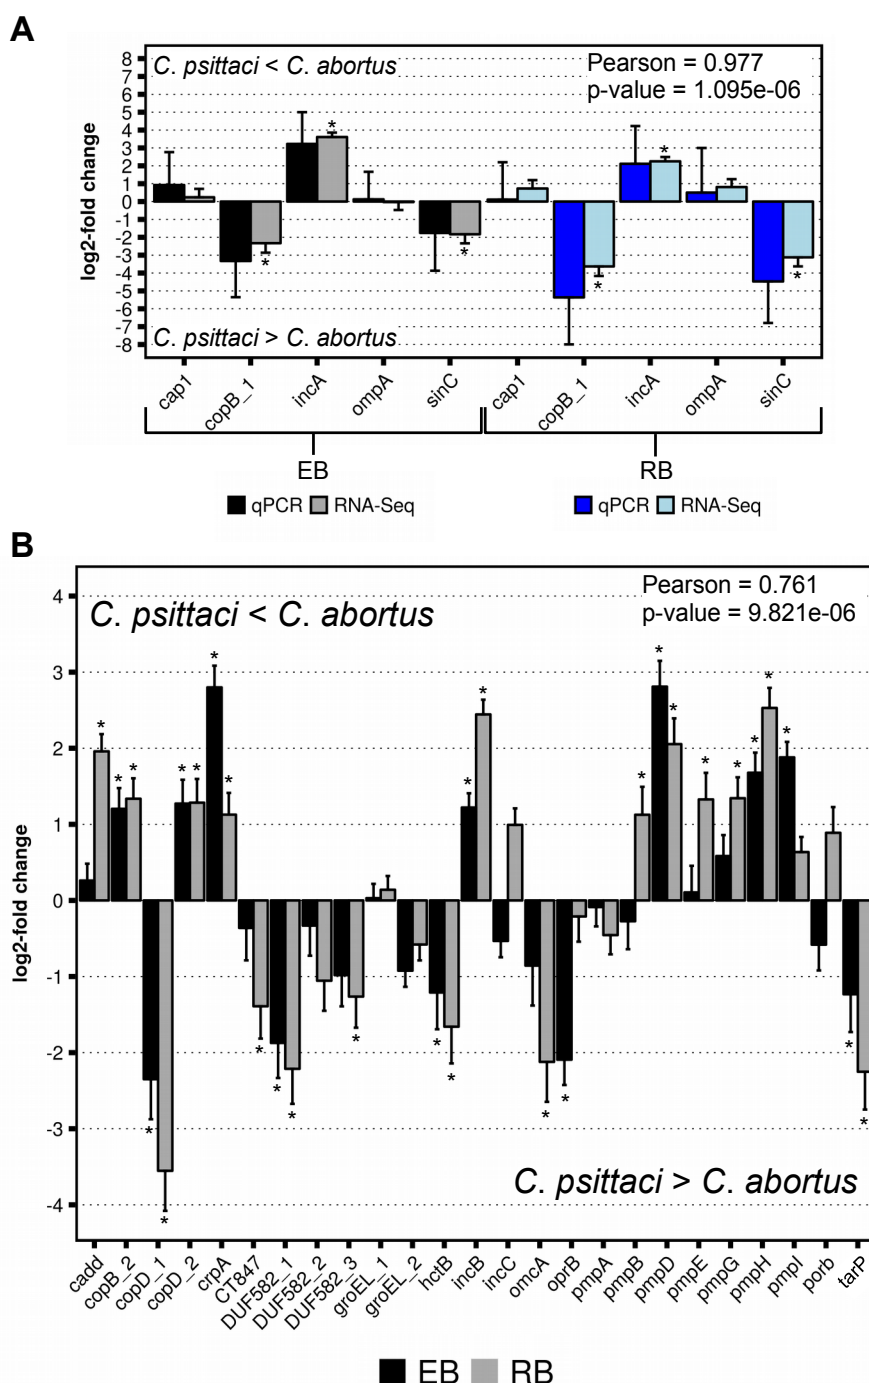 A
C. psittaci < C. abortus
Pearson = 0.977
p-value = 1.095e-06
8
7
6
5
4
3
2
1
0
-1
-2
-3
-4
-5
-6
-7
-8
log2-fold change
*
*
*
*
*
*
C. psittaci > C. abortus
cap1 copB_1 incA ompA sinC cap1 copB_1 incA ompA sinC
EB RB
qPCR RNA-Seq qPCR RNA-Seq
B
C. psittaci < C. abortus
Pearson = 0.761
p-value = 9.821e-06
4
3
2
1
0
-1
-2
-3
-4
log2-fold change
* * * * * * * * * * * * * * * *
* * * * * * * * * * * *
C. psittaci > C. abortus
cadd copB_2 copD_1 copD_2 crpA CT847 DUF582_1 DUF582_2 DUF582_3 groEL_1 groEL_2 hctB incB incC omcA oprB pmpA pmpB pmpD pmpE pmpG pmpH pmpI porb tarP
EB RB